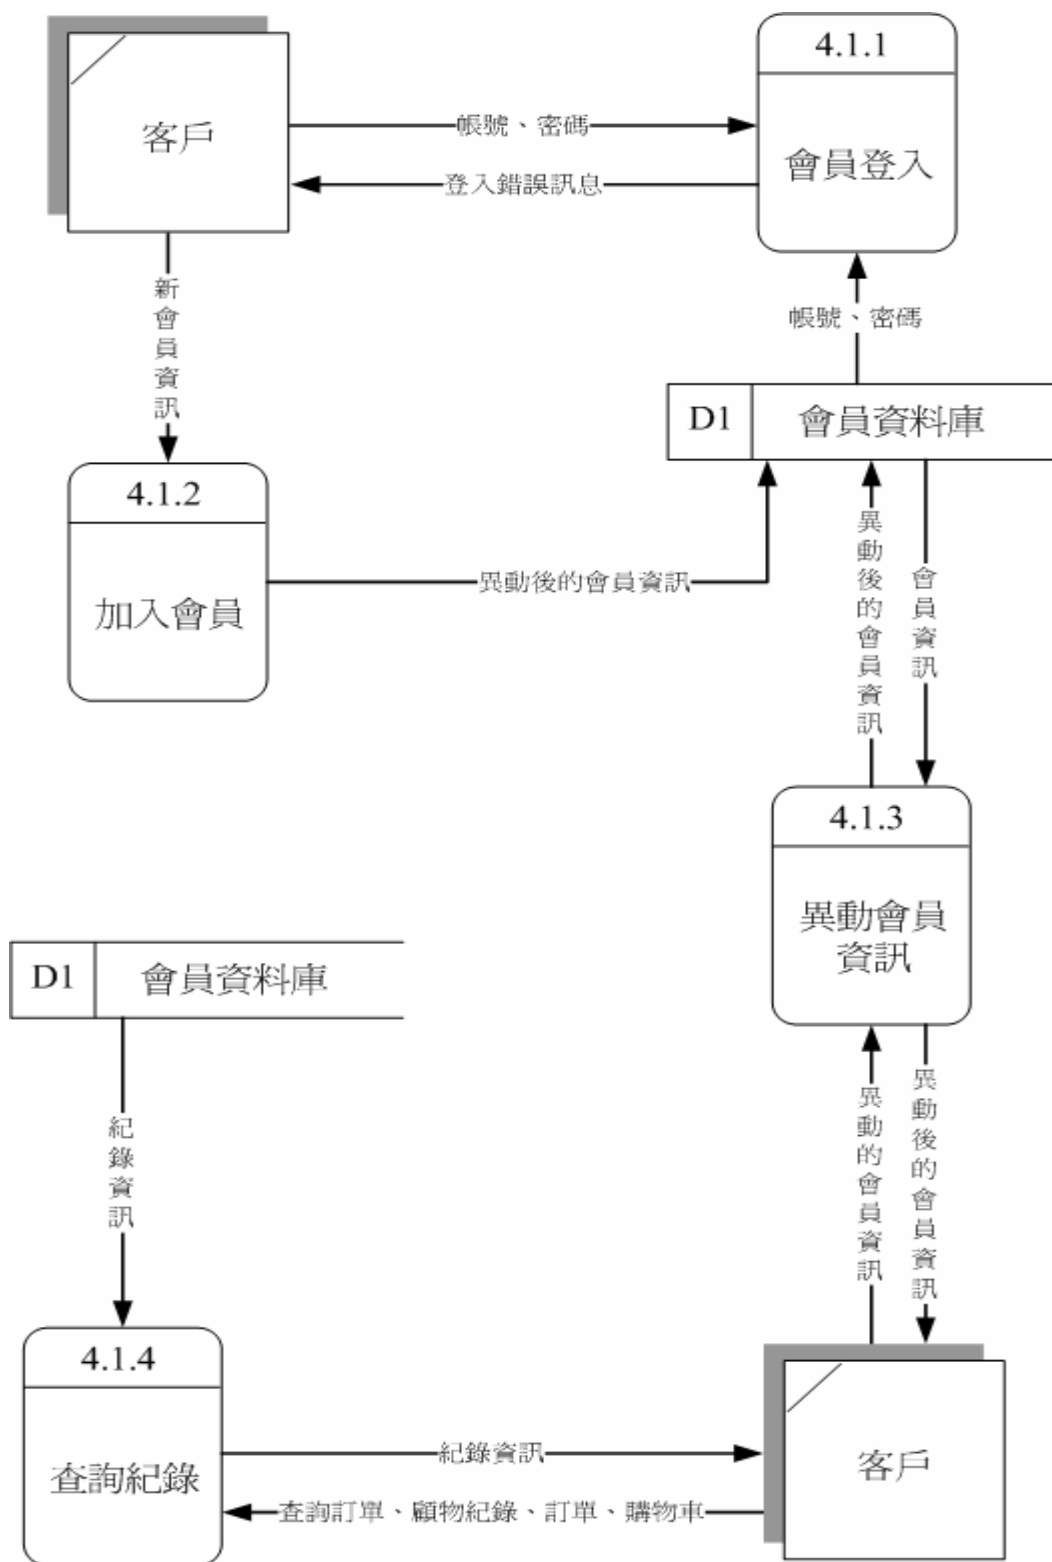 4.1.1
客戶
帳號、密碼
會員登入
登入錯誤訊息
新會員資訊
帳號、密碼
D1
會員資料庫
4.1.2
加入會員
異動後的會員資訊
異動後的會員資訊
會員資訊
4.1.3
異動會員
資訊
D1
會員資料庫
紀錄資訊
異動的會員資訊
異動後的會員資訊
4.1.4
查詢紀錄
紀錄資訊
客戶
查詢訂單、顧物紀錄、訂單、購物車